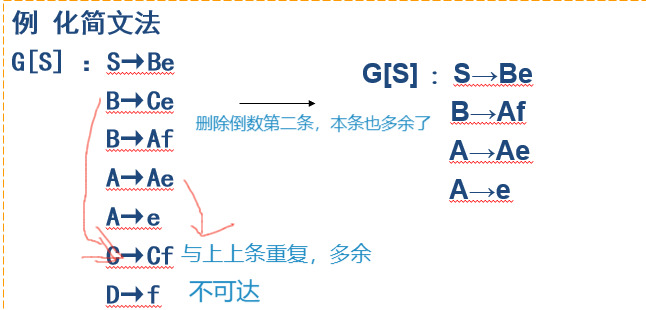 例 化简文法
G[S] : S→Be
B→Ce
B→Af
A→Ae
A→e
C→Cf 与上上条重复，多余
D→f 不可达
删除倒数第二条，本条也多余了
G[S] : S→Be
B→Af
A→Ae
A→e